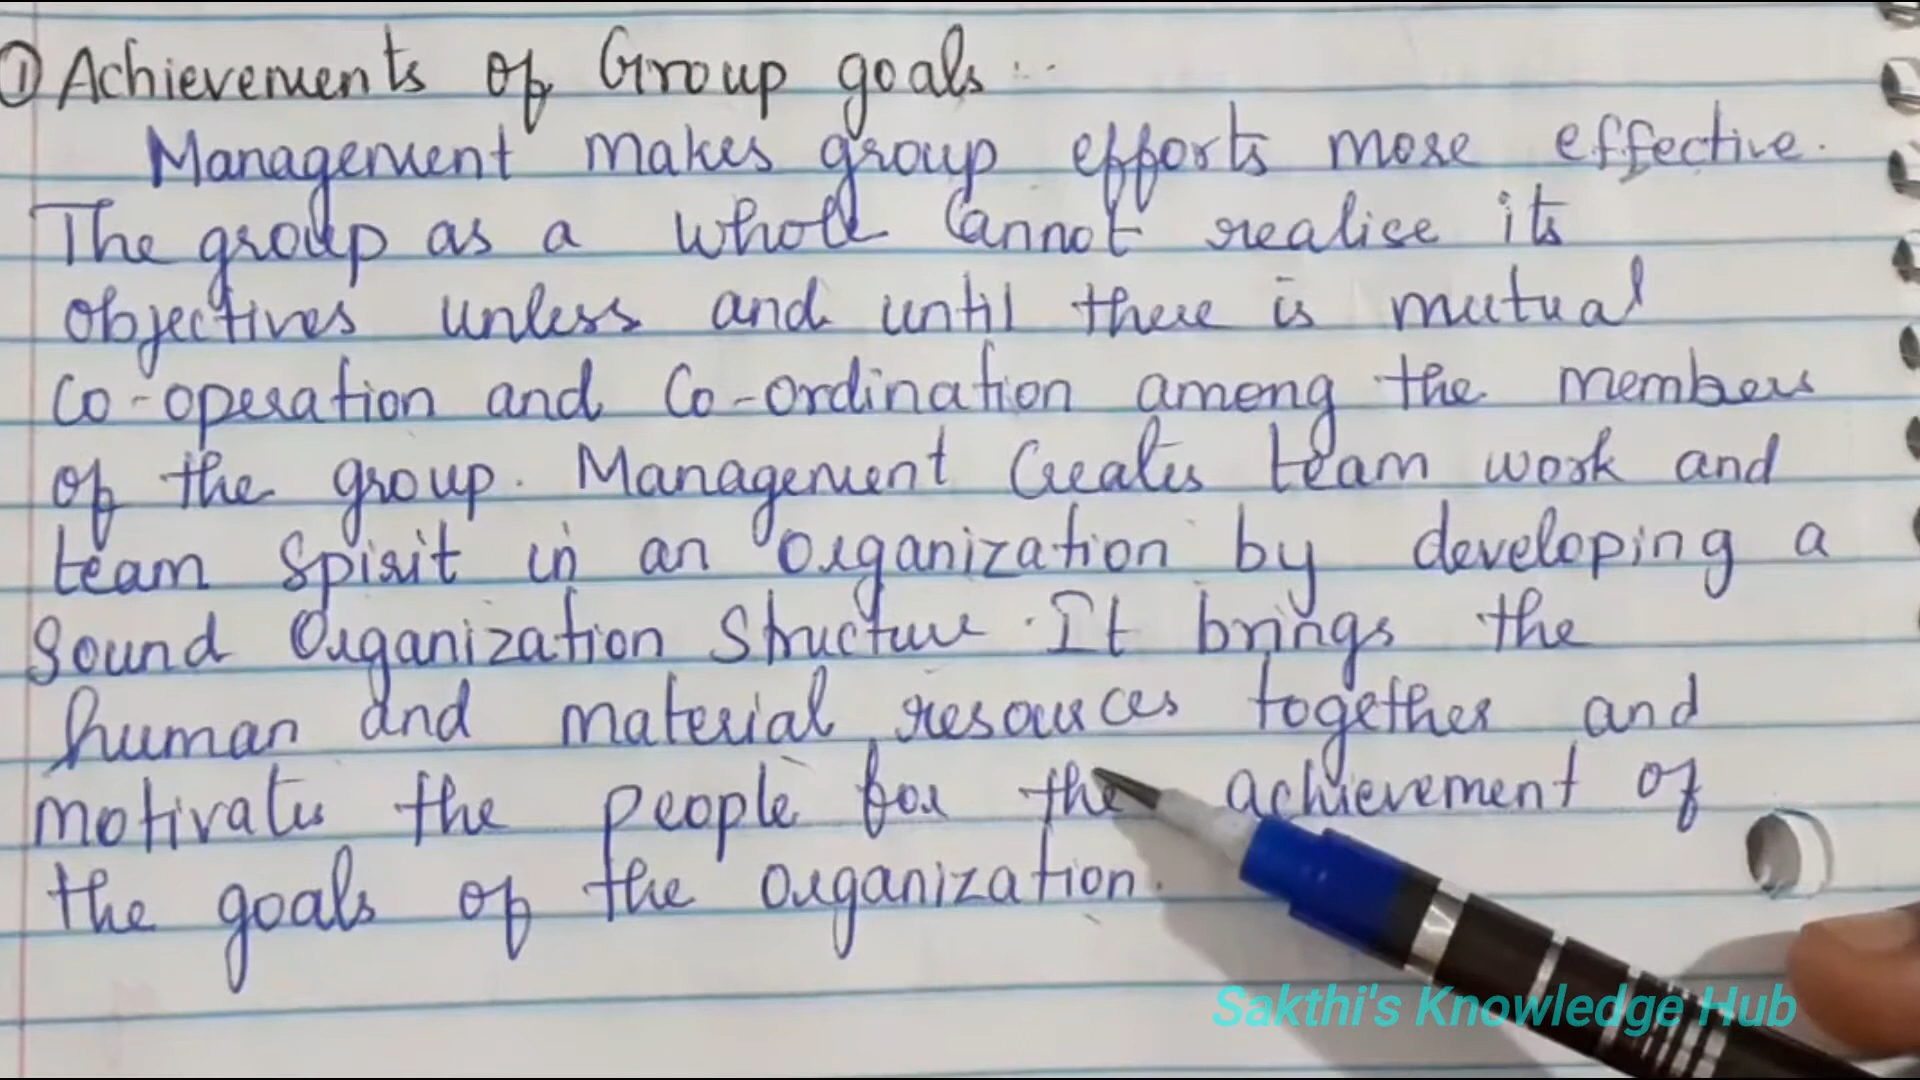 ① Achievements of Group goals :-
Management makes group efforts more effective.
The group as a whole Cannot realise its
objectives unless and until there is mutual
Co-operation and Co-ordination among the members
of the group. Management Creates team work and
team spirit in an organization by developing a
Sound Organization Structure. It brings the
human and material resources together and
motivates the people for the achievement of
the goals of the organization.
Sakthi's Knowledge Hub